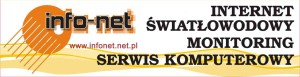 info-net
www.infonet.net.pl
INTERNET
ŚWIATŁOWODOWY
MONITORING
SERWIS KOMPUTEROWY